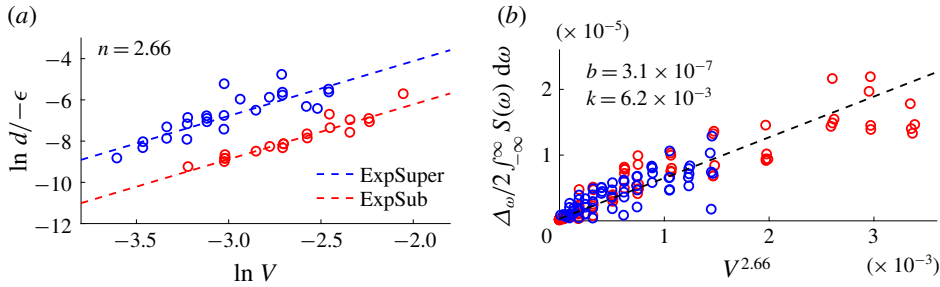 (a)
n = 2.66
ln d/−ϵ
−4
−6
−8
−10
−12
ExpSuper
ExpSub
−3.5 −3.0 −2.5 −2.0
ln V
(b)
(× 10⁻⁵)
b = 3.1 × 10⁻⁷
k = 6.2 × 10⁻³
Δω/2 ∫₋∞^∞ S(ω) dω
2
1
0
0 1 2 3
V²·⁶⁶ (× 10⁻³)